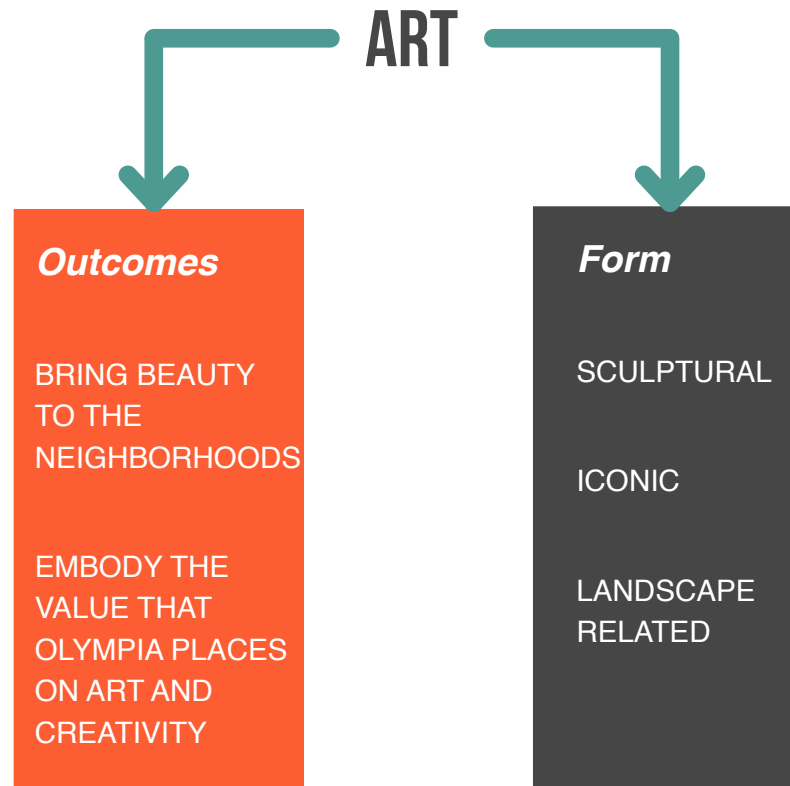 ART
Outcomes
BRING BEAUTY
TO THE
NEIGHBORHOODS
EMBODY THE
VALUE THAT
OLYMPIA PLACES
ON ART AND
CREATIVITY
Form
SCULPTURAL
ICONIC
LANDSCAPE
RELATED